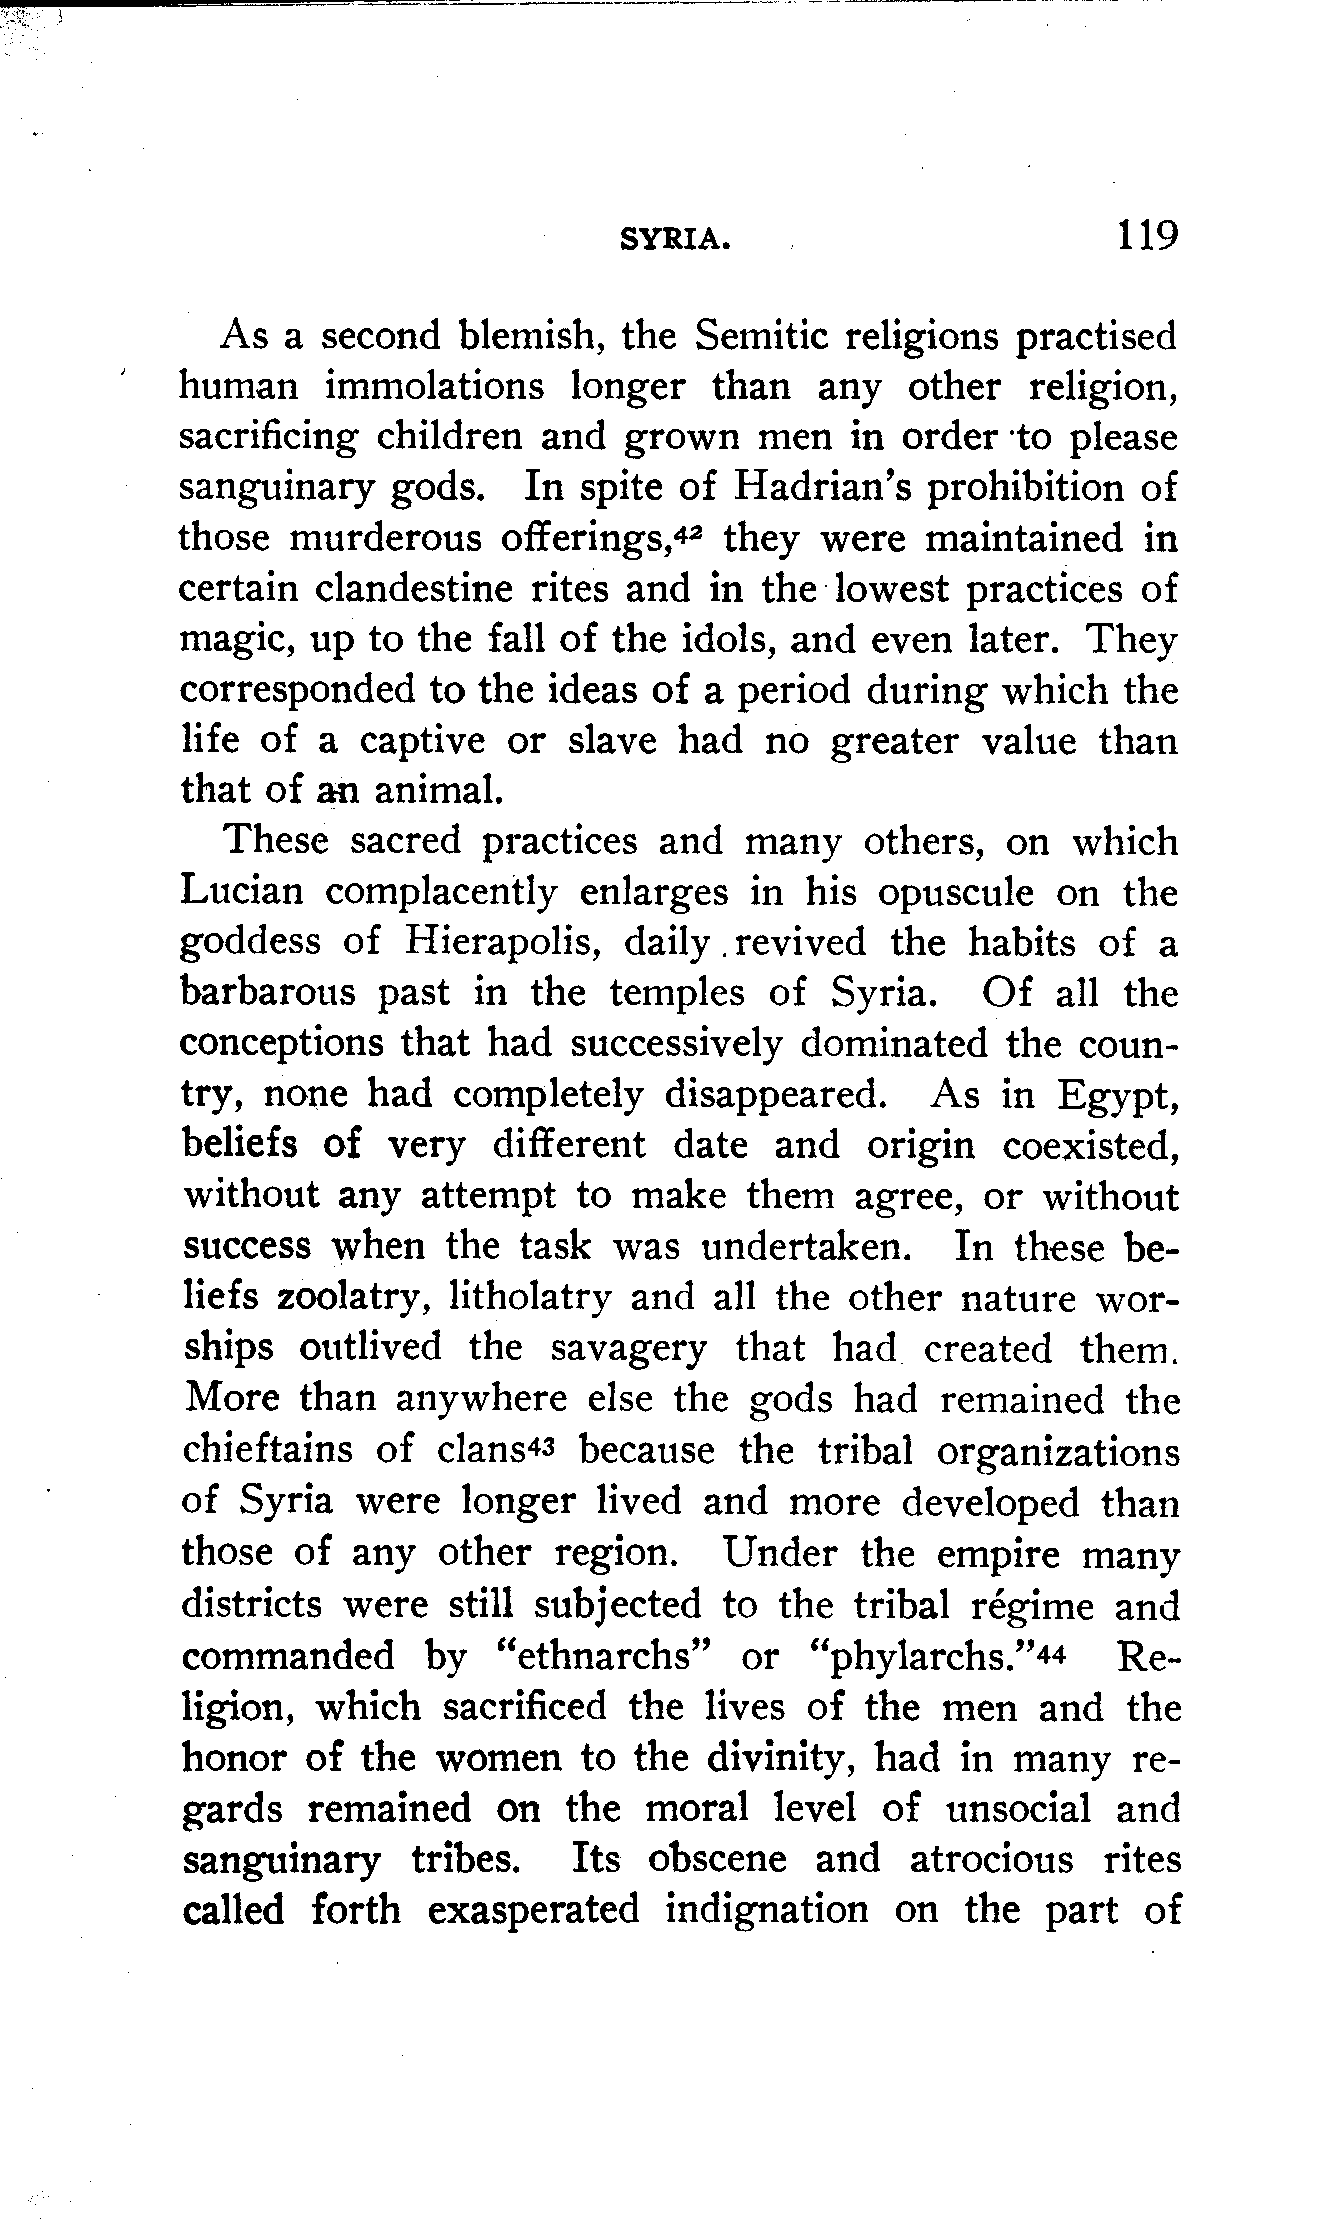 SYRIA. 119
As a second blemish, the Semitic religions practised
human immolations longer than any other religion,
sacrificing children and grown men in order to please
sanguinary gods. In spite of Hadrian's prohibition of
those murderous offerings,⁴² they were maintained in
certain clandestine rites and in the lowest practices of
magic, up to the fall of the idols, and even later. They
corresponded to the ideas of a period during which the
life of a captive or slave had no greater value than
that of an animal.
These sacred practices and many others, on which
Lucian complacently enlarges in his opuscule on the
goddess of Hierapolis, daily revived the habits of a
barbarous past in the temples of Syria. Of all the
conceptions that had successively dominated the coun-
try, none had completely disappeared. As in Egypt,
beliefs of very different date and origin coexisted,
without any attempt to make them agree, or without
success when the task was undertaken. In these be-
liefs zoolatry, litholatry and all the other nature wor-
ships outlived the savagery that had created them.
More than anywhere else the gods had remained the
chieftains of clans⁴³ because the tribal organizations
of Syria were longer lived and more developed than
those of any other region. Under the empire many
districts were still subjected to the tribal régime and
commanded by "ethnarchs" or "phylarchs."⁴⁴ Re-
ligion, which sacrificed the lives of the men and the
honor of the women to the divinity, had in many re-
gards remained on the moral level of unsocial and
sanguinary tribes. Its obscene and atrocious rites
called forth exasperated indignation on the part of